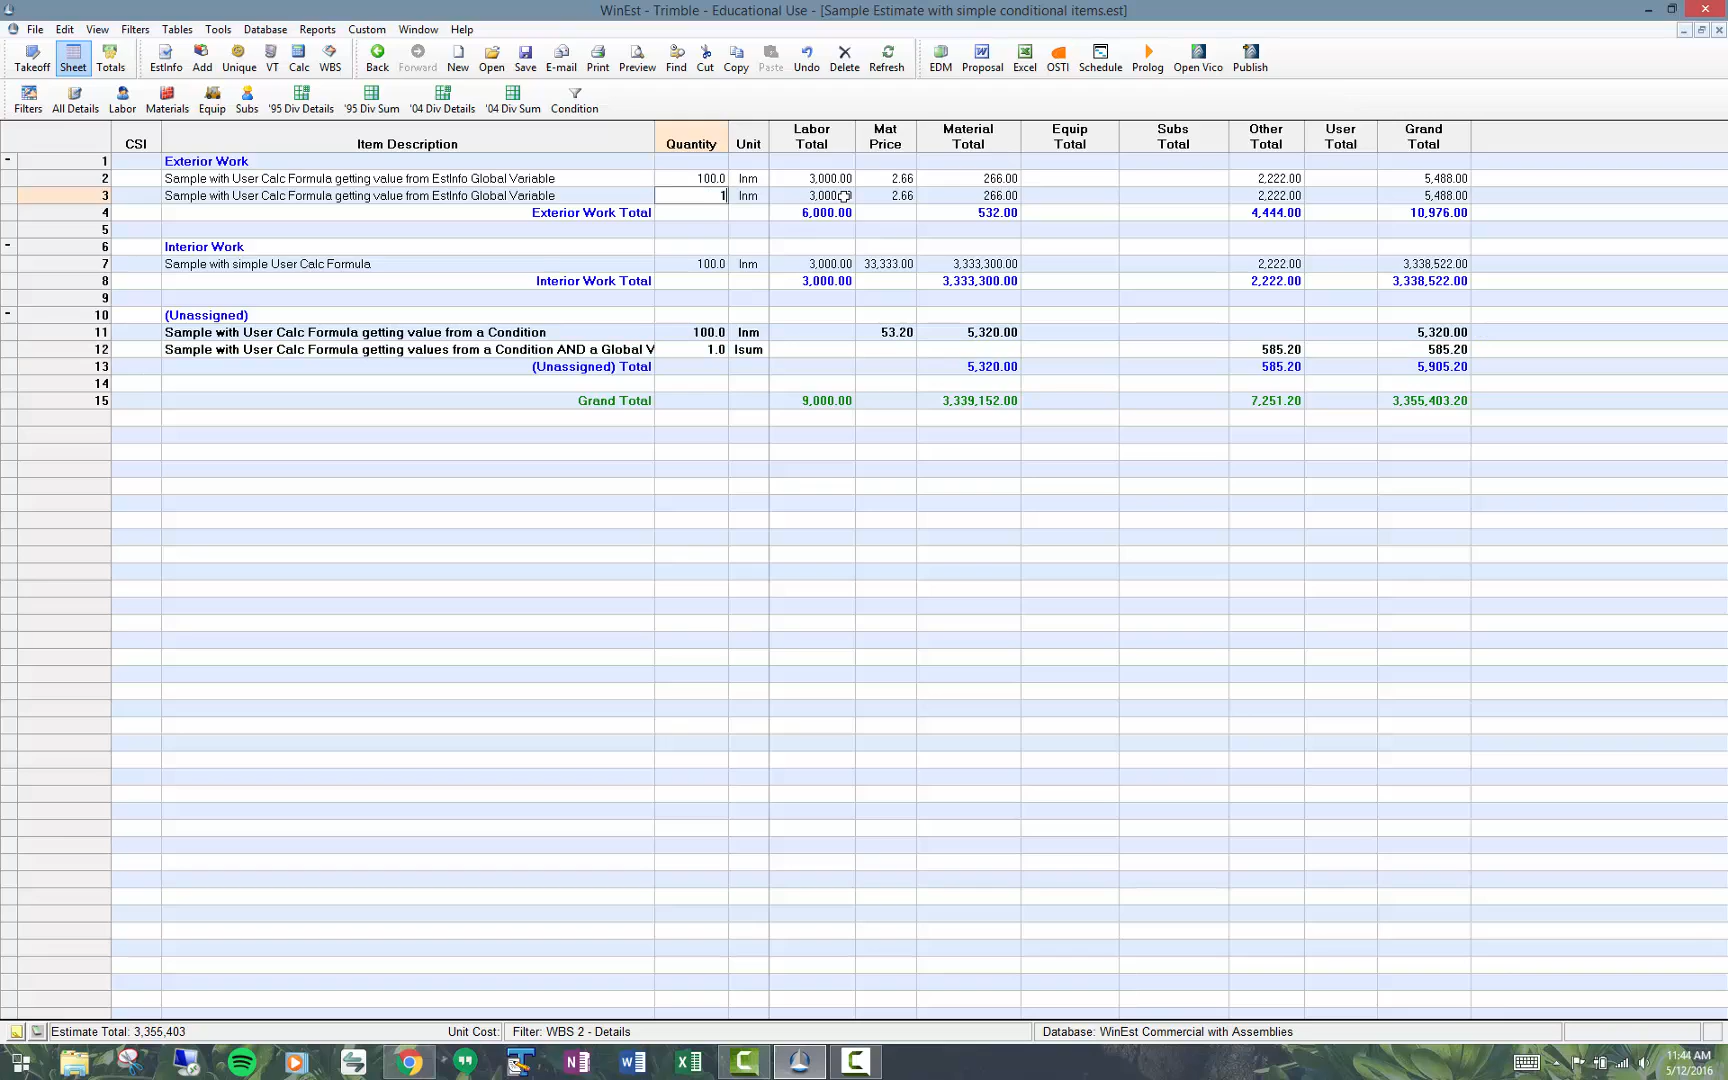 WinEst - Trimble - Educational Use - [Sample Estimate with simple conditional items.est]
File Edit View Filters Tables Tools Database Reports Custom Window Help
Takeoff Sheet Totals EstInfo Add Unique VT Calc WBS Back Forward New Open Save E-mail Print Preview Find Cut Copy Paste Undo Delete Refresh EDM Proposal Excel OSTI Schedule Prolog Open Vico Publish
Filters All Details Labor Materials Equip Subs '95 Div Details '95 Div Sum '04 Div Details '04 Div Sum Condition
CSI Item Description Quantity Unit Labor Total Mat Price Material Total Equip Total Subs Total Other Total User Total Grand Total
- 1 Exterior Work
2 Sample with User Calc Formula getting value from EstInfo Global Variable 100.0 lnm 3,000.00 2.66 266.00 2,222.00 5,488.00
3 Sample with User Calc Formula getting value from EstInfo Global Variable 1 lnm 3,000.00 2.66 266.00 2,222.00 5,488.00
4 Exterior Work Total 6,000.00 532.00 4,444.00 10,976.00
5
- 6 Interior Work
7 Sample with simple User Calc Formula 100.0 lnm 3,000.00 33,333.00 3,333,300.00 2,222.00 3,338,522.00
8 Interior Work Total 3,000.00 3,333,300.00 2,222.00 3,338,522.00
9
- 10 (Unassigned)
11 Sample with User Calc Formula getting value from a Condition 100.0 lnm 53.20 5,320.00 5,320.00
12 Sample with User Calc Formula getting values from a Condition AND a Global V 1.0 lsum 585.20 585.20
13 (Unassigned) Total 5,320.00 585.20 5,905.20
14
15 Grand Total 9,000.00 3,339,152.00 7,251.20 3,355,403.20
Estimate Total: 3,355,403 Unit Cost: Filter: WBS 2 - Details Database: WinEst Commercial with Assemblies
11:44 AM
5/12/2016